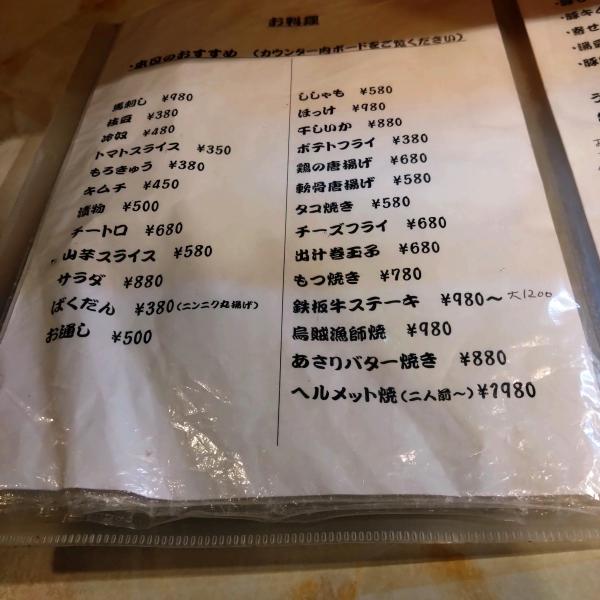 お料理
・本日のおすすめ (カウンター内ボードをご覧ください)
馬刺し ¥980
枝豆 ¥380
冷奴 ¥480
トマトスライス ¥350
もろきゅう ¥380
キムチ ¥450
漬物 ¥500
チートロ ¥680
山芋スライス ¥580
サラダ ¥880
ばくだん ¥380(ニンニク丸揚げ)
お通し ¥500
ししゃも ¥580
ほっけ ¥980
干しいか ¥880
ポテトフライ ¥380
鶏の唐揚げ ¥680
軟骨唐揚げ ¥580
タコ焼き ¥580
チーズフライ ¥680
出汁巻玉子 ¥680
もつ焼き ¥780
鉄板牛ステーキ ¥980〜 大1200
烏賊漁師焼 ¥980
あさりバター焼き ¥880
ヘルメット焼(二人前〜)¥1980
・豚キム
・寄せ